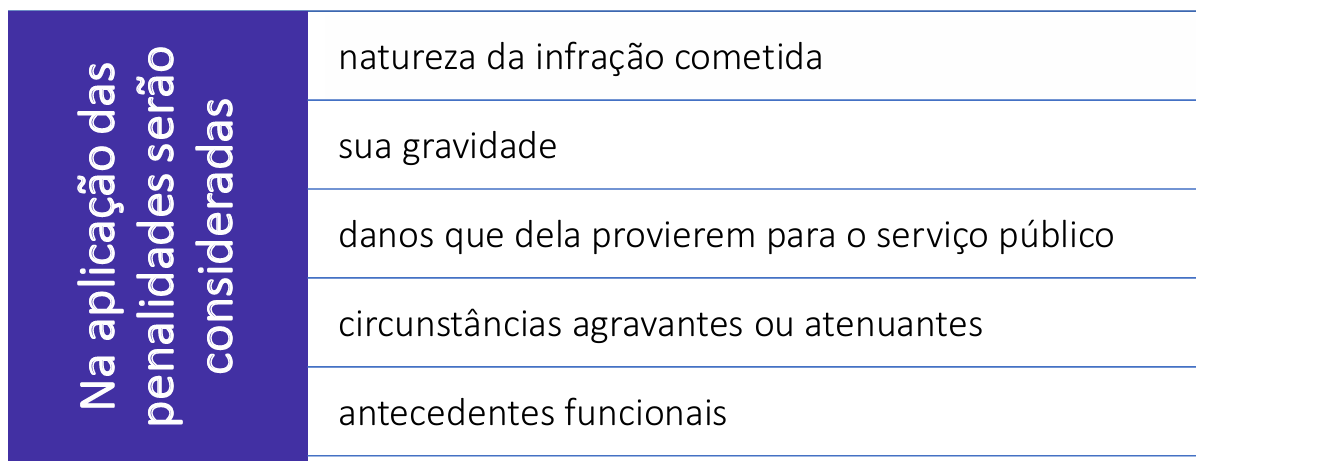 Na aplicação das
penalidades serão
consideradas
natureza da infração cometida
sua gravidade
danos que dela provierem para o serviço público
circunstâncias agravantes ou atenuantes
antecedentes funcionais